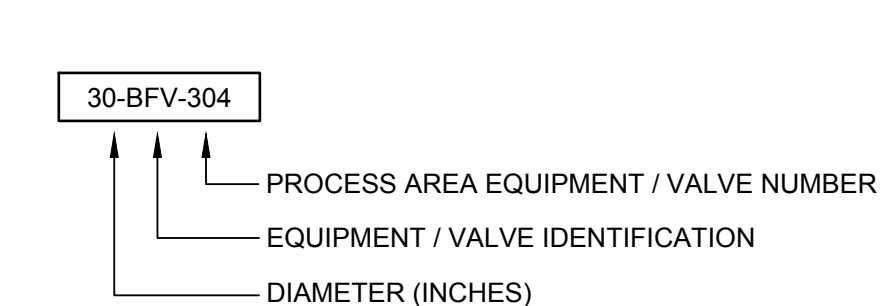 30-BFV-304
PROCESS AREA EQUIPMENT / VALVE NUMBER
EQUIPMENT / VALVE IDENTIFICATION
DIAMETER (INCHES)